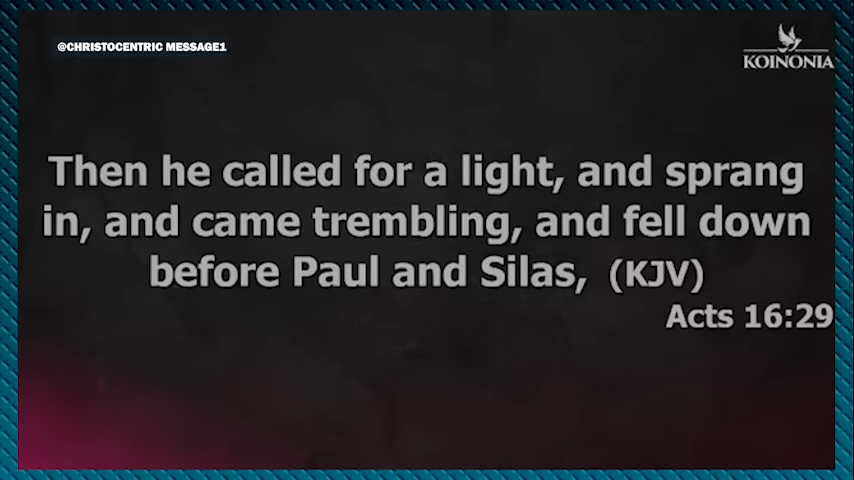 @CHRISTOCENTRIC MESSAGE1
KOINONIA
Then he called for a light, and sprang
in, and came trembling, and fell down
before Paul and Silas, (KJV)
Acts 16:29